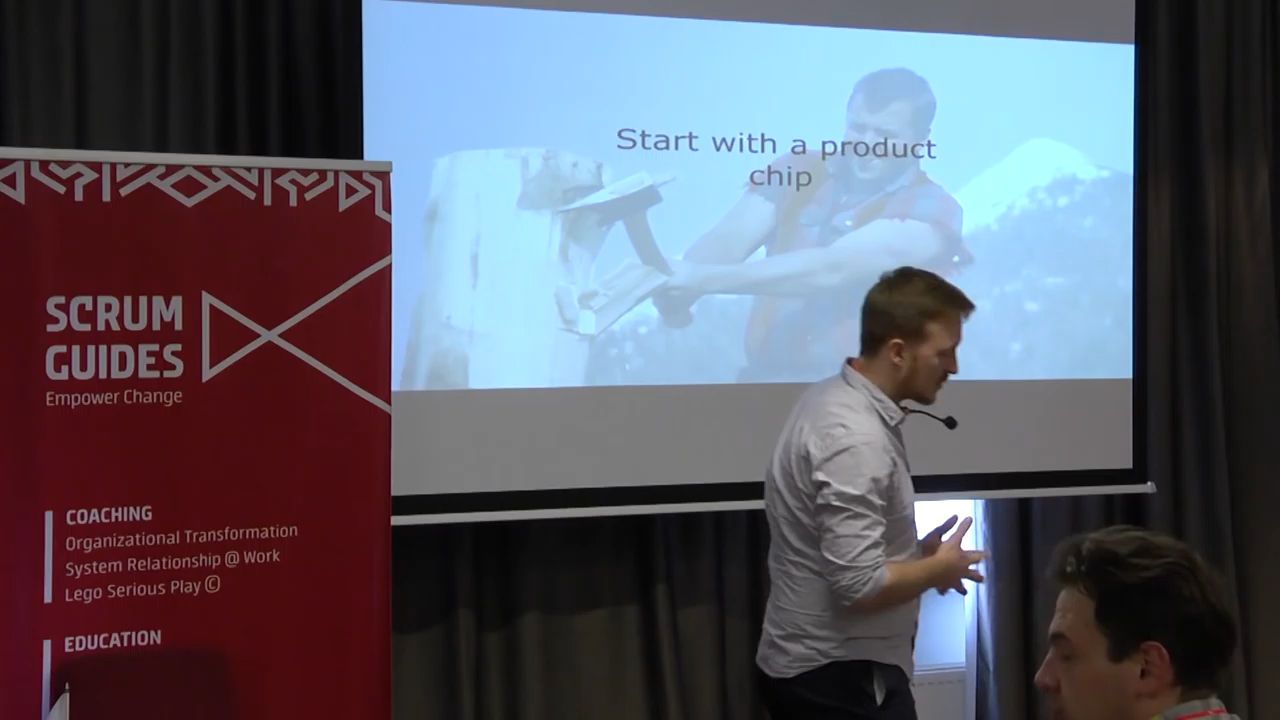 Start with a product
chip
SCRUM
GUIDES
Empower Change
COACHING
Organizational Transformation
System Relationship @ Work
Lego Serious Play ©
EDUCATION